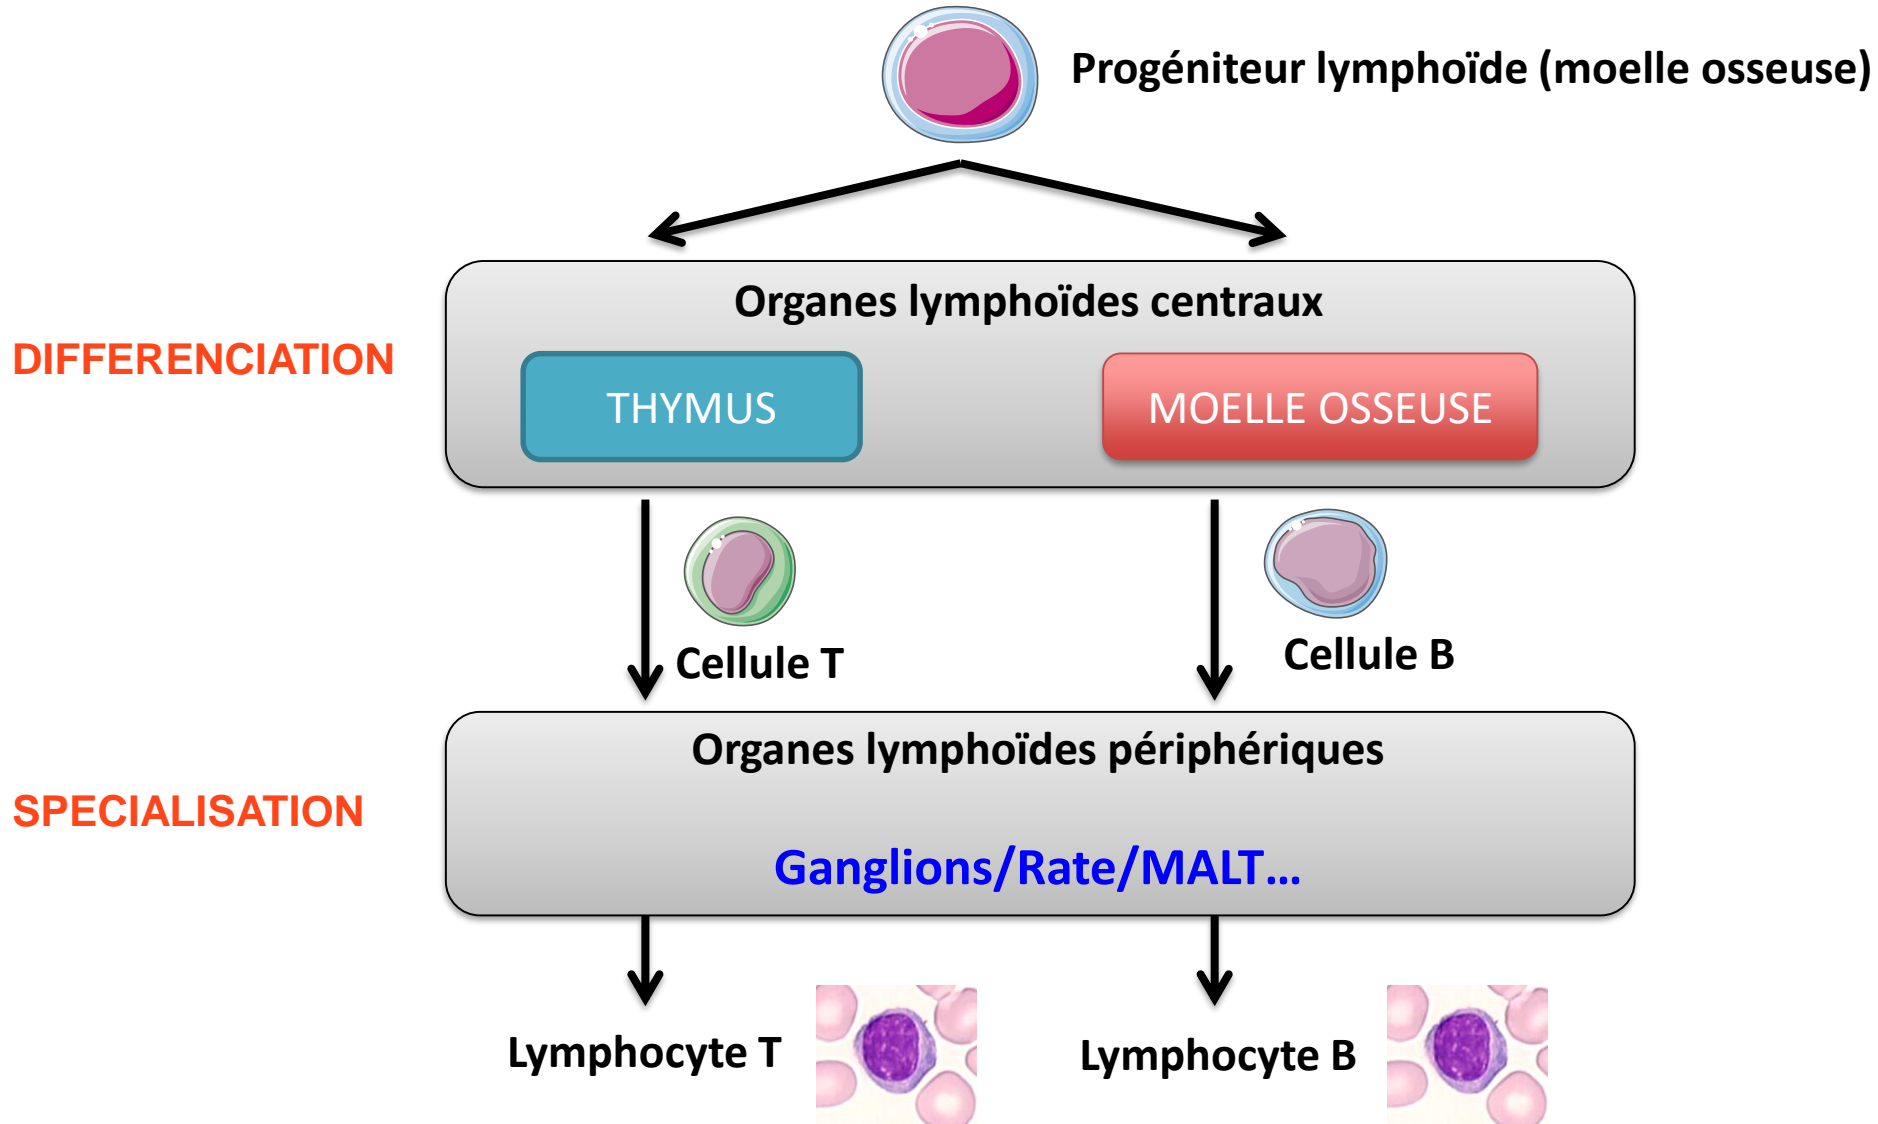 Progéniteur lymphoïde (moelle osseuse)
Organes lymphoïdes centraux
DIFFERENCIATION
THYMUS
MOELLE OSSEUSE
Cellule T
Cellule B
Organes lymphoïdes périphériques
SPECIALISATION
Ganglions/Rate/MALT...
Lymphocyte T
Lymphocyte B